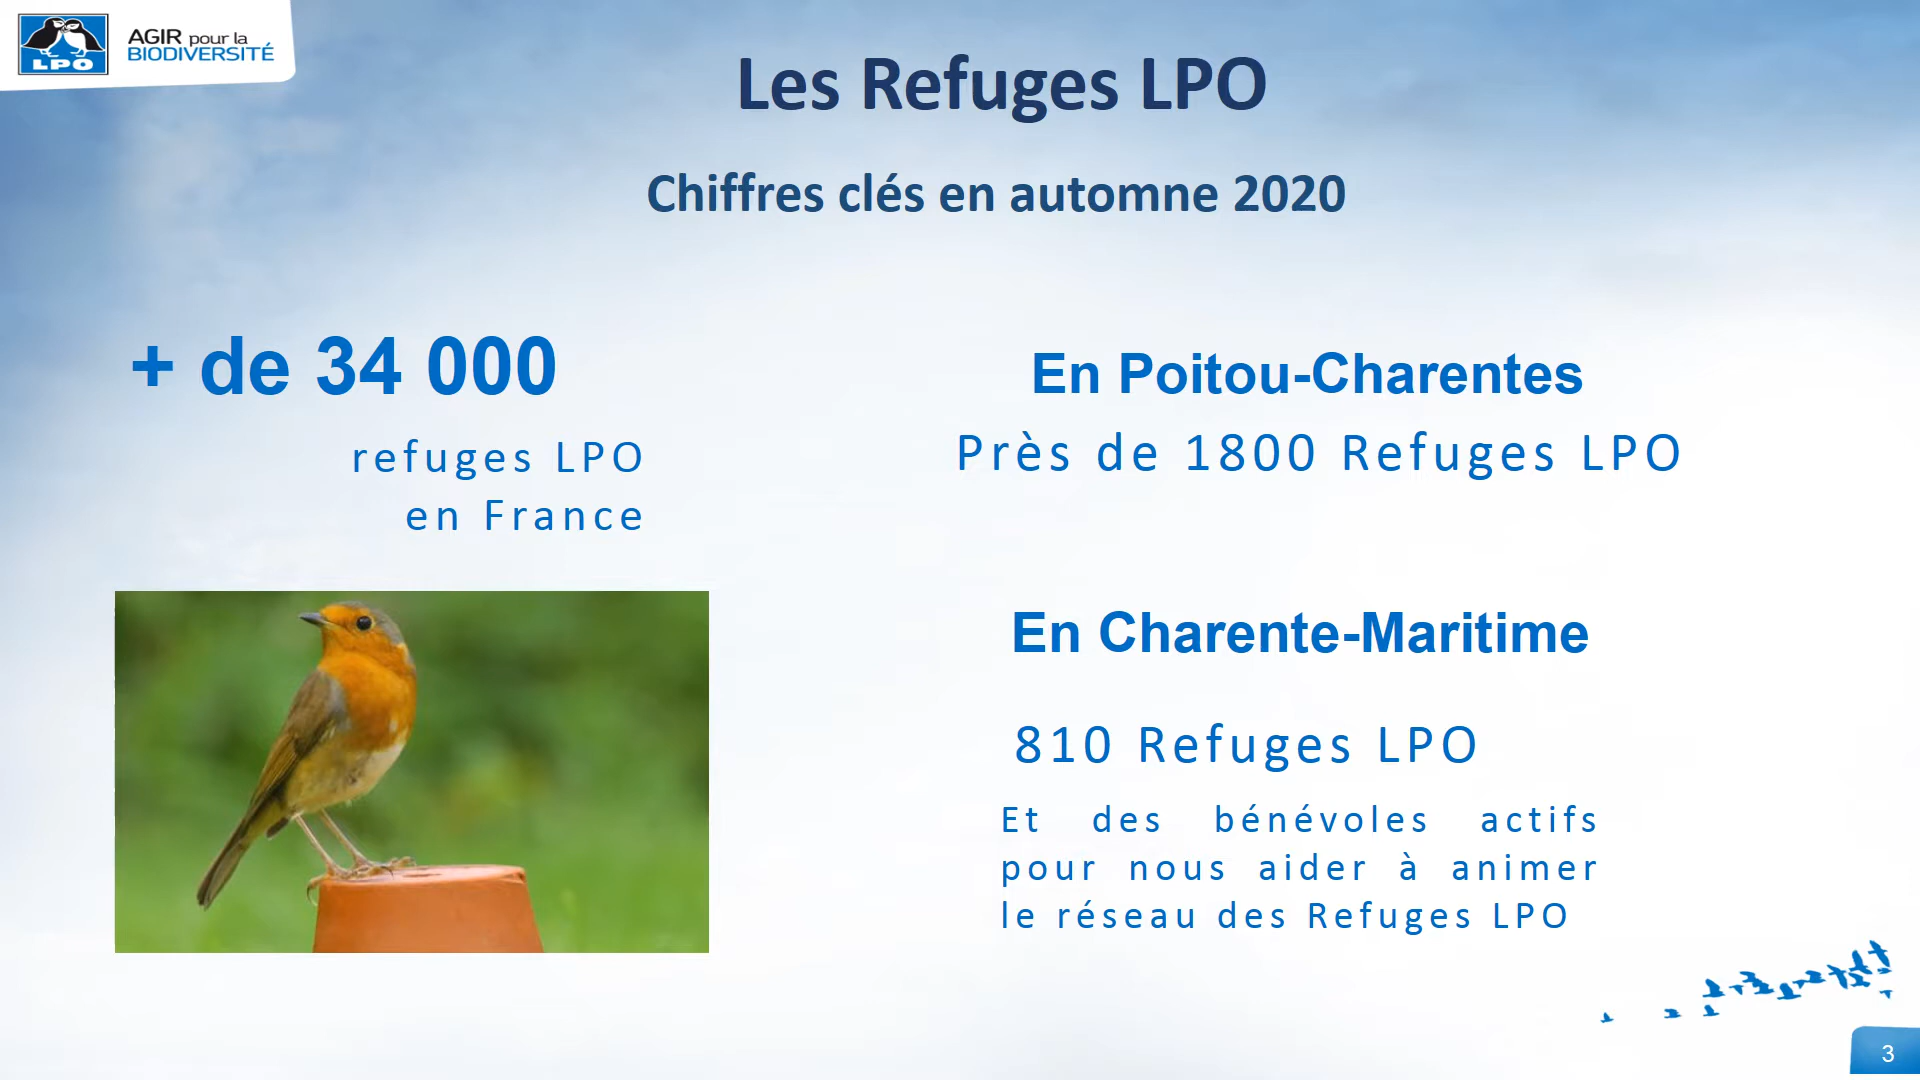 LPO
AGIR pour la
BIODIVERSITÉ
Les Refuges LPO
Chiffres clés en automne 2020
+ de 34 000
refuges LPO
en France
En Poitou-Charentes
Près de 1800 Refuges LPO
En Charente-Maritime
810 Refuges LPO
Et des bénévoles actifs
pour nous aider à animer
le réseau des Refuges LPO
3